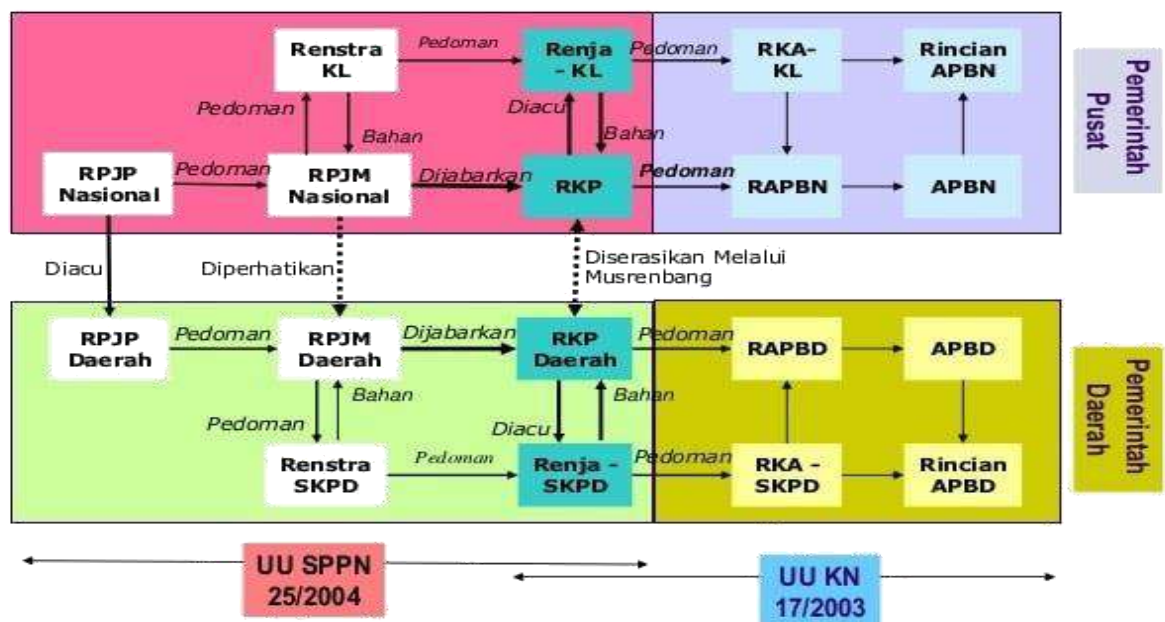 Renstra
KL
Pedoman
Renja
- KL
Pedoman
RKA-
KL
Rincian
APBN
Pedoman
Bahan
Diacu
Bahan
RPJP
Nasional
Pedoman
RPJM
Nasional
Dijabarkan
RKP
Pedoman
RAPBN
APBN
Pemerintah
Pusat
Diacu
Diperhatikan
Diserasikan Melalui
Musrenbang
RPJP
Daerah
Pedoman
RPJM
Daerah
Dijabarkan
RKP
Daerah
Pedoman
RAPBD
APBD
Pedoman
Bahan
Diacu
Bahan
Renstra
SKPD
Pedoman
Renja -
SKPD
Pedoman
RKA -
SKPD
Rincian
APBD
Pemerintah
Daerah
UU SPPN
25/2004
UU KN
17/2003